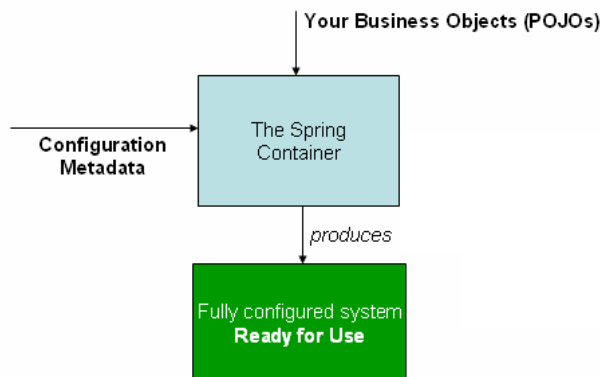 Your Business Objects (POJOs)
The Spring
Container
Configuration
Metadata
produces
Fully configured system
Ready for Use